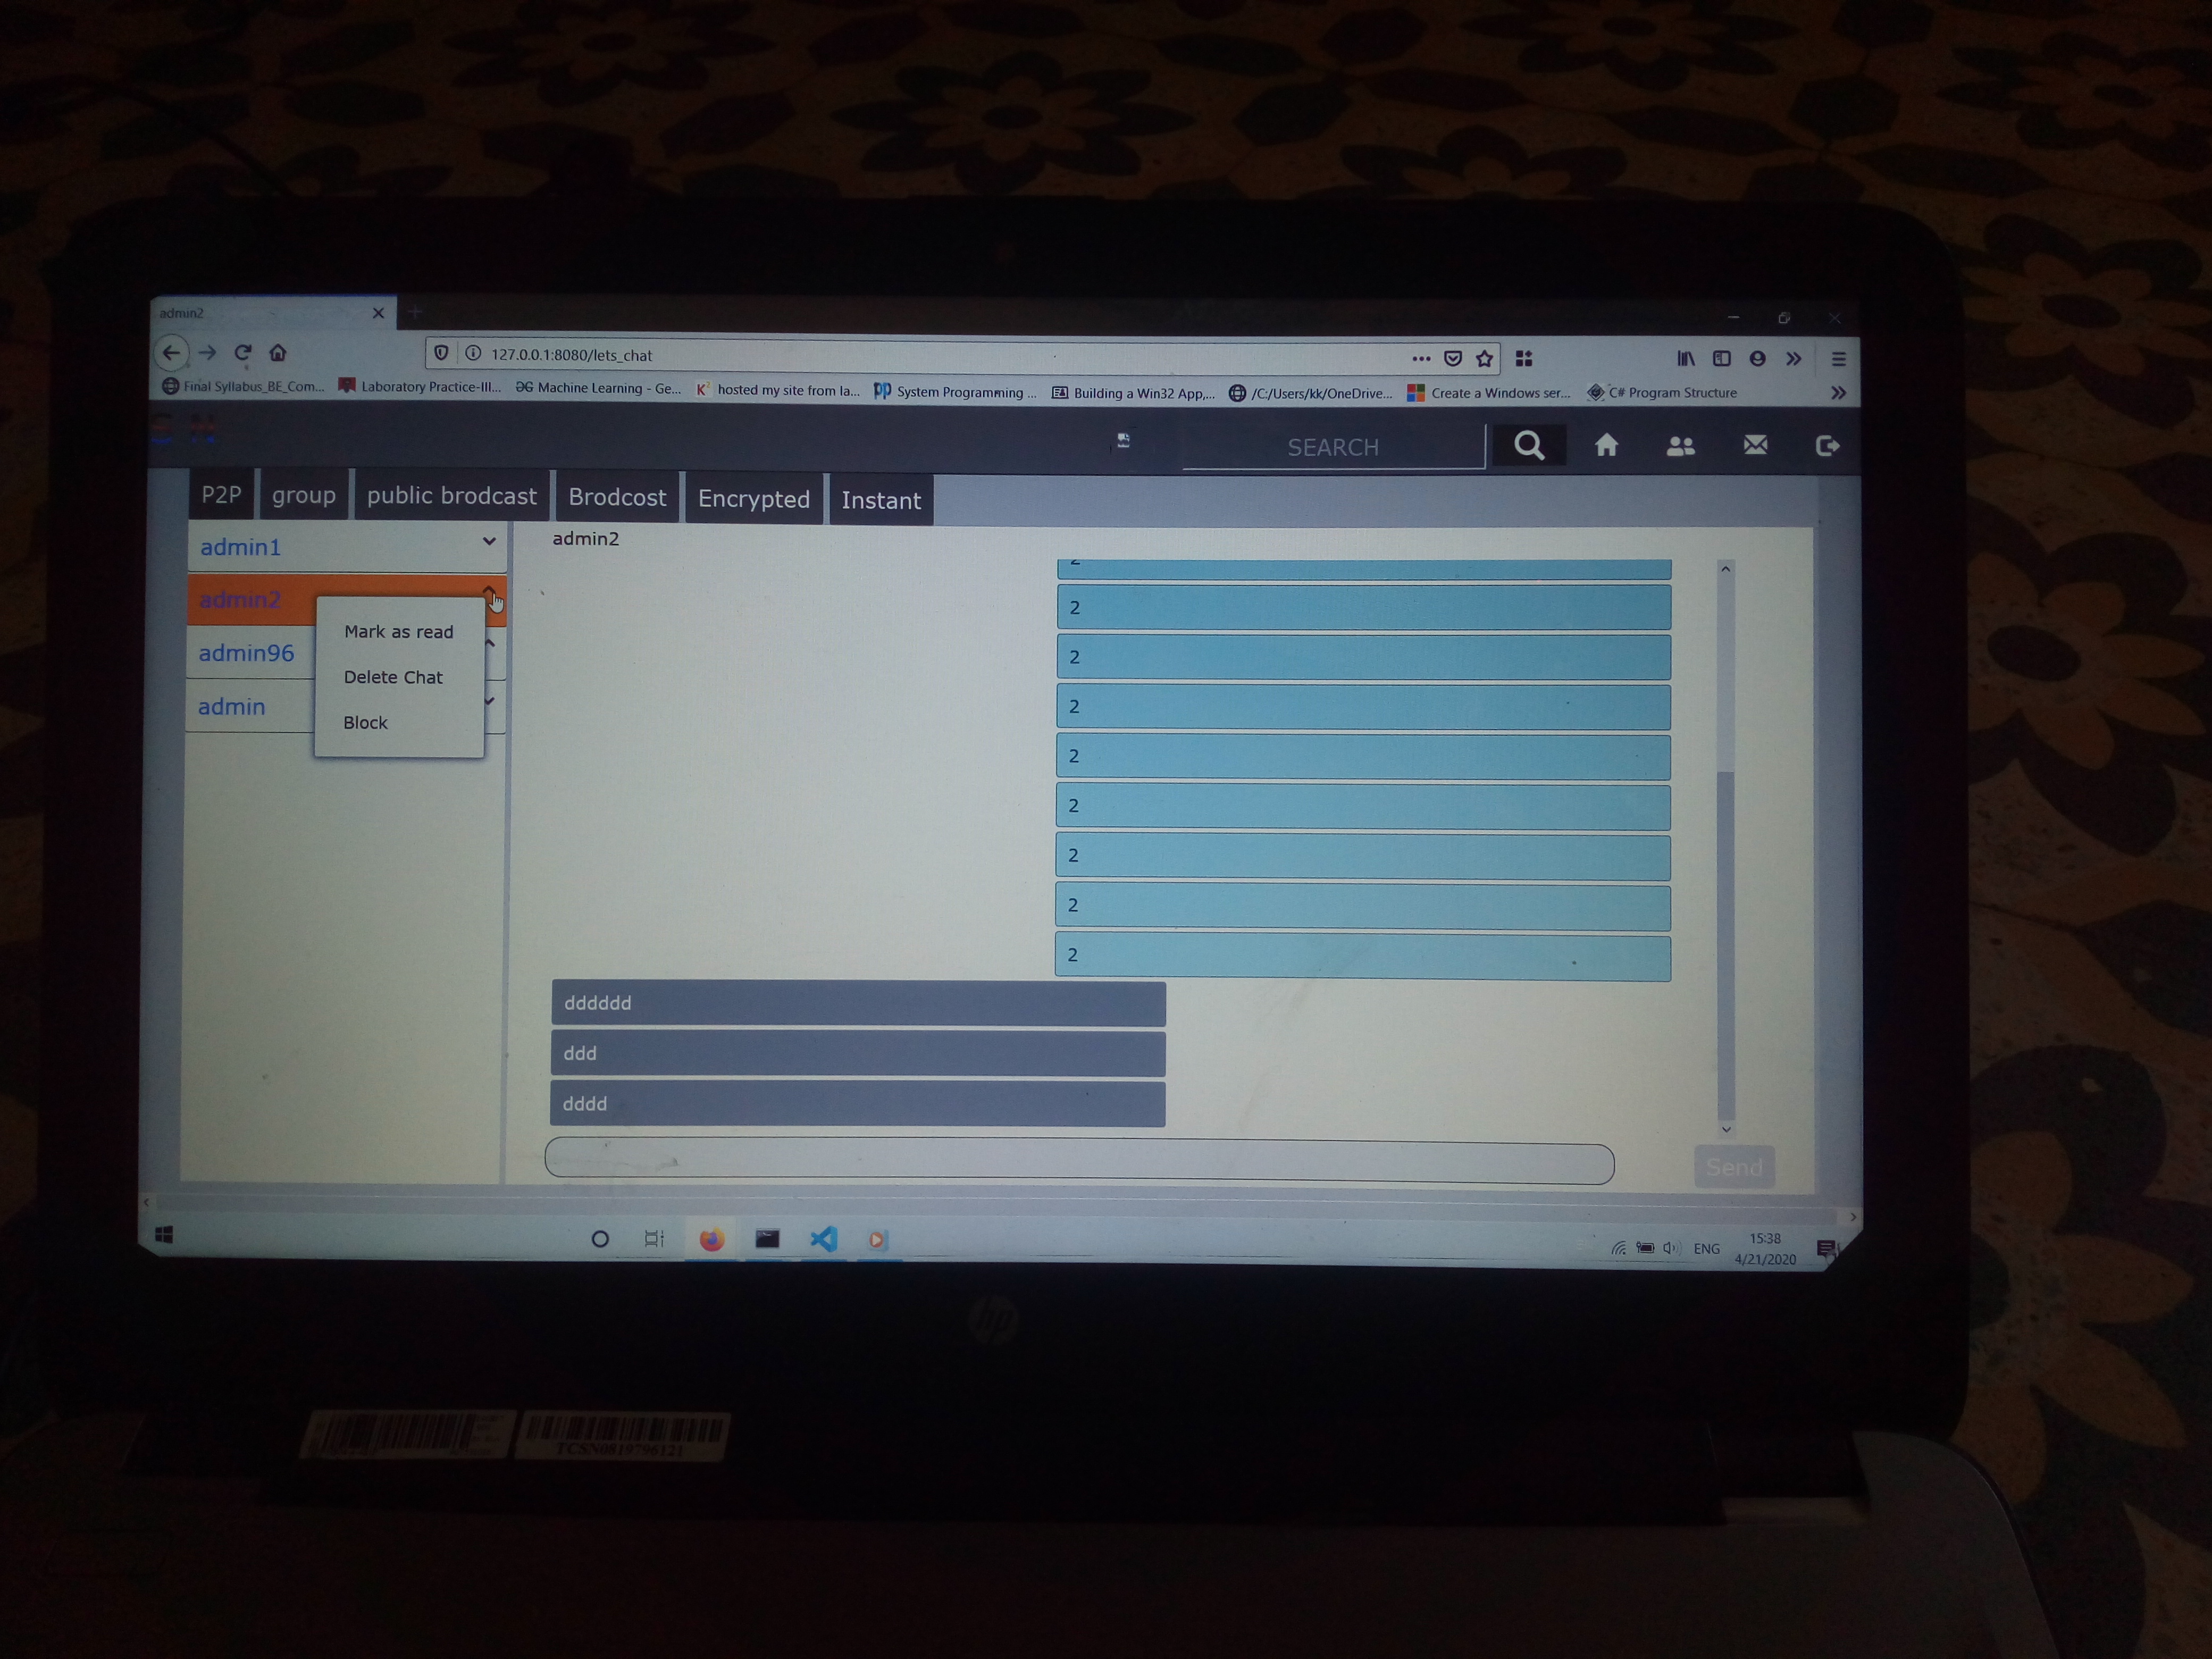 admin2
127.0.0.1:8080/lets_chat
Final Syllabus_BE_Com... Laboratory Practice-III... Machine Learning - Ge... hosted my site from la... System Programming ... Building a Win32 App,... /C:/Users/kk/OneDrive... Create a Windows ser... C# Program Structure
SEARCH
P2P group public brodcast Brodcost Encrypted Instant
admin1
admin2
admin96
admin
Mark as read
Delete Chat
Block
admin2
2
2
2
2
2
2
2
2
dddddd
ddd
dddd
Send
ENG
15:38
4/21/2020
hp
TCSN0819796121